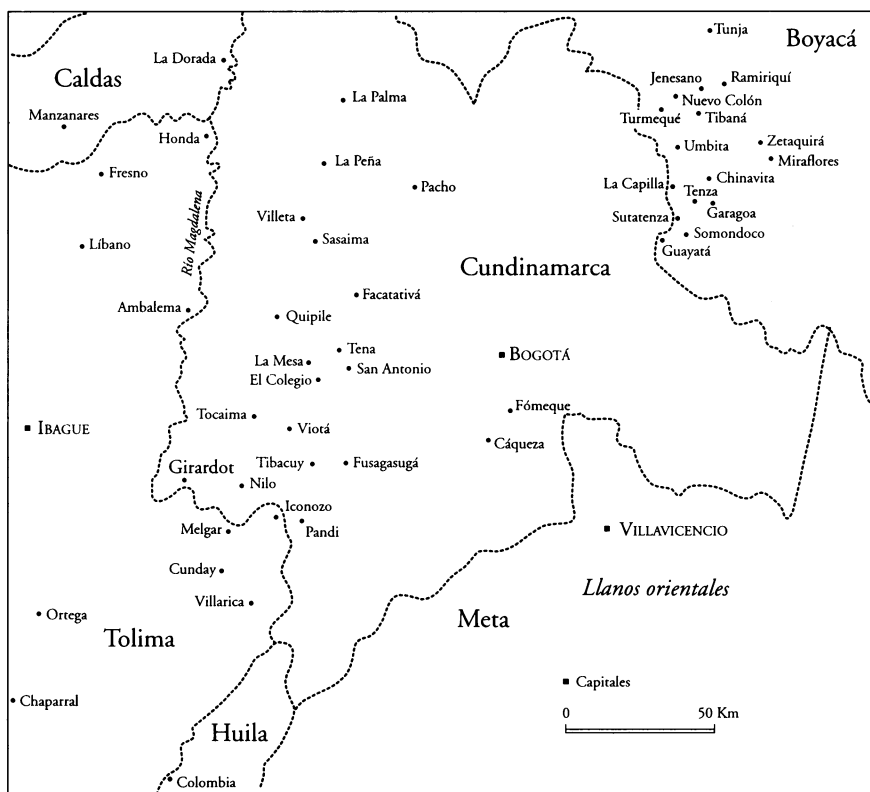 Tunja
Boyacá
La Dorada
Caldas
Jenesano
Ramiriquí
La Palma
Nuevo Colón
Manzanares
Turmequé
Tibaná
Honda
Umbita
Zetaquirá
Miraflores
La Peña
Fresno
Pacho
La Capilla
Chinavita
Tenza
Río Magdalena
Villeta
Sutatenza
Garagoa
Sasaima
Somondoco
Líbano
Guayatá
Cundinamarca
Facatativá
Ambalema
Quipile
Tena
BOGOTÁ
La Mesa
San Antonio
El Colegio
Fómeque
Tocaima
IBAGUE
Viotá
Cáqueza
Girardot
Tibacuy
Fusagasugá
Nilo
Iconozo
Melgar
Pandi
VILLAVICENCIO
Cunday
Llanos orientales
Villarica
Ortega
Meta
Tolima
Capitales
Chaparral
0 50 Km
Huila
Colombia